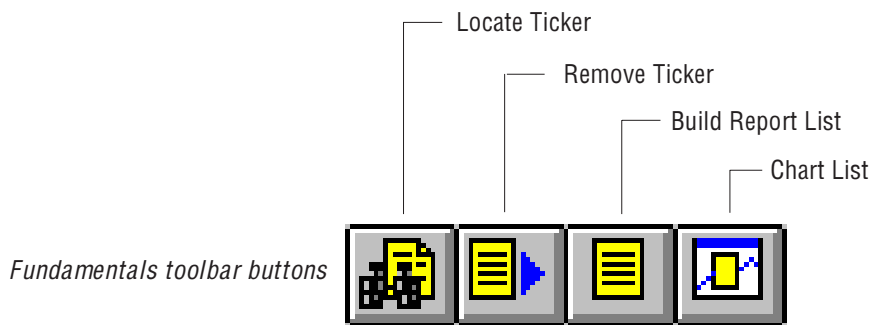 Locate Ticker
Remove Ticker
Build Report List
Chart List
Fundamentals toolbar buttons